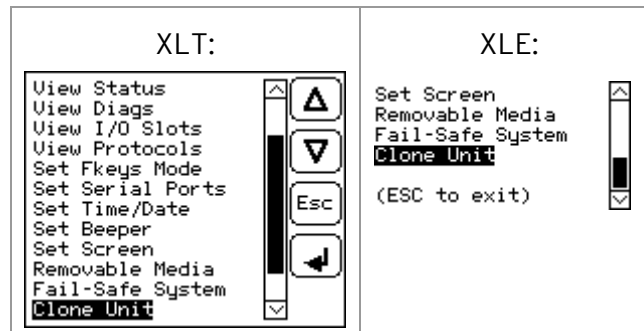 XLT:
View Status
View Diags
View I/O Slots
View Protocols
Set Fkeys Mode
Set Serial Ports
Set Time/Date
Set Beeper
Set Screen
Removable Media
Fail-Safe System
Clone Unit
Esc
XLE:
Set Screen
Removable Media
Fail-Safe System
Clone Unit
(ESC to exit)